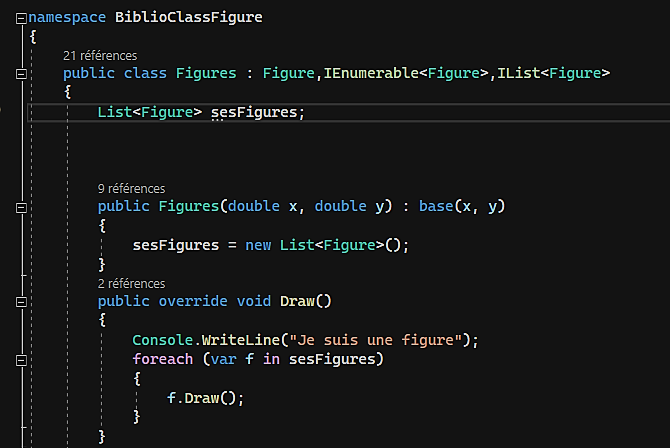 namespace BiblioClassFigure
{
21 références
public class Figures : Figure,IEnumerable<Figure>,IList<Figure>
{
List<Figure> sesFigures;
9 références
public Figures(double x, double y) : base(x, y)
{
sesFigures = new List<Figure>();
}
2 références
public override void Draw()
{
Console.WriteLine("Je suis une figure");
foreach (var f in sesFigures)
{
f.Draw();
}
}